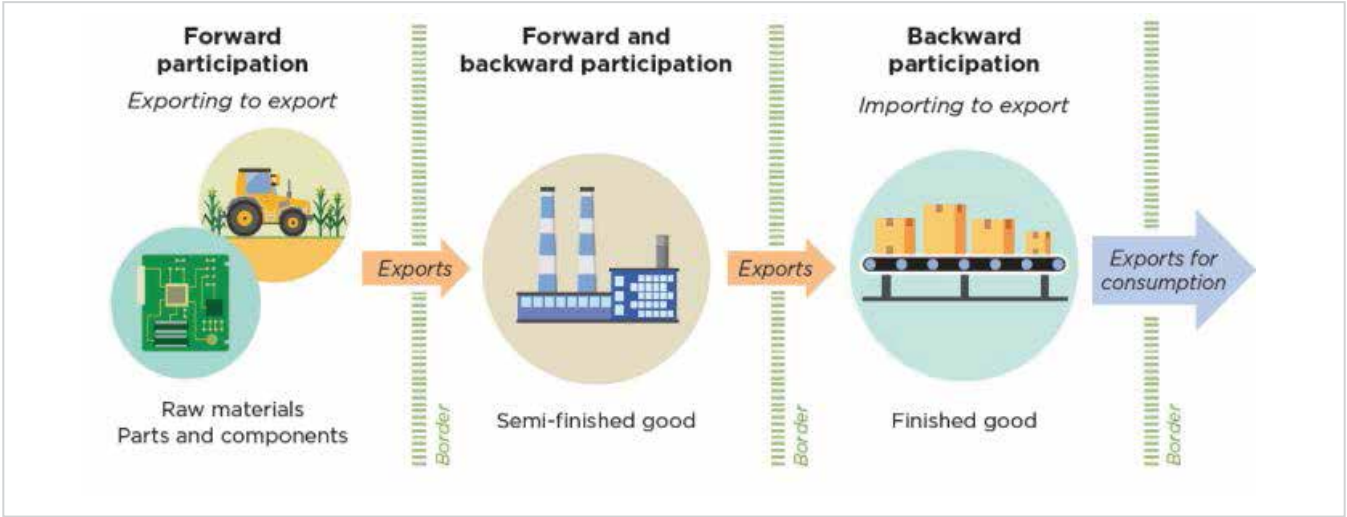 Forward
participation
Exporting to export
Forward and
backward participation
Backward
participation
Importing to export
Exports
Exports
Exports for
consumption
Raw materials
Parts and components
Border
Semi-finished good
Border
Finished good
Border